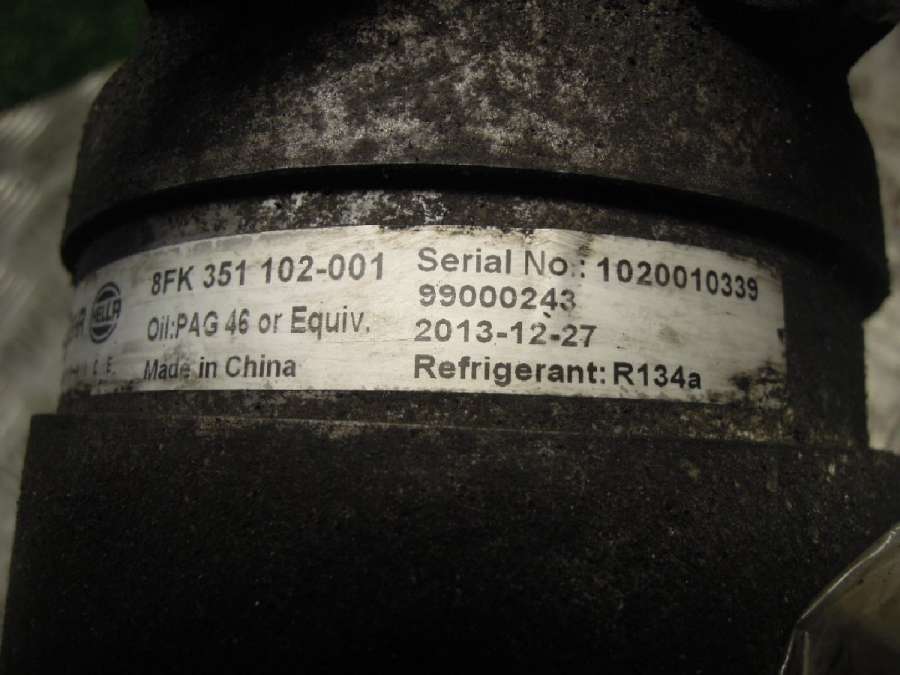 8FK 351 102-001
Oil:PAG 46 or Equiv.
Made in China
HELLA
Serial No.: 1020010339
99000243
2013-12-27
Refrigerant: R134a